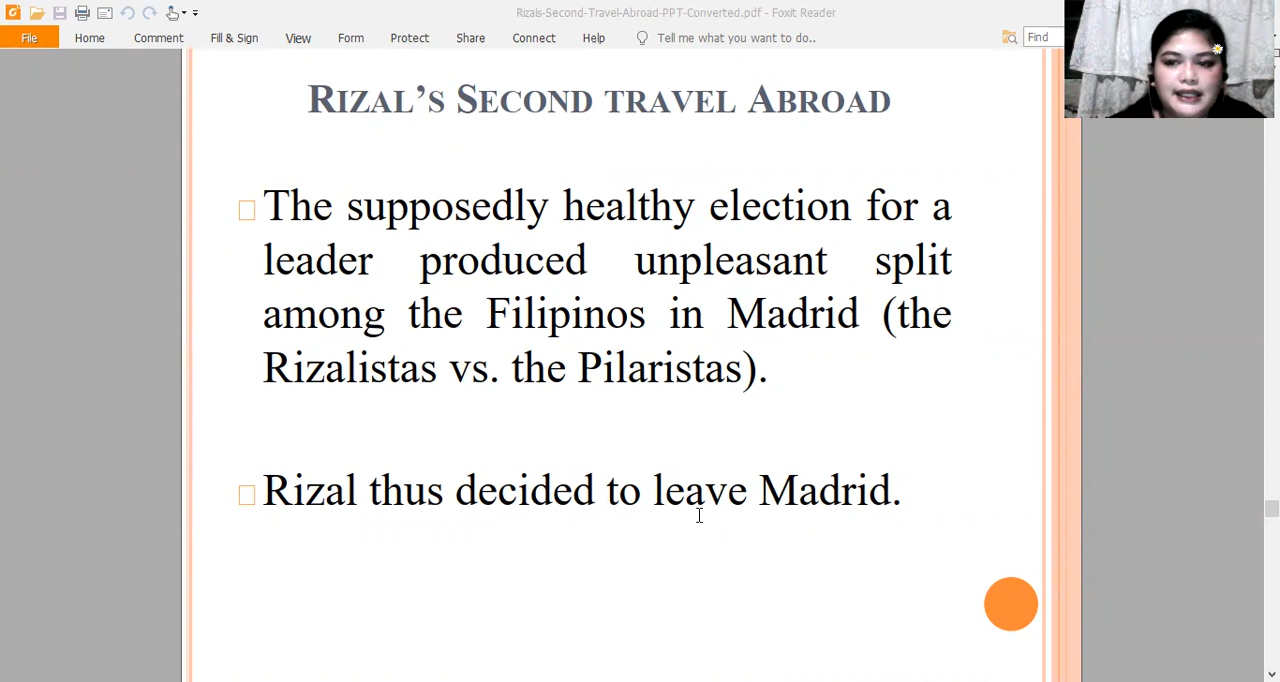 Rizals-Second-Travel-Abroad-PPT-Converted.pdf - Foxit Reader
File Home Comment Fill & Sign View Form Protect Share Connect Help Tell me what you want to do.. Find
RIZAL'S SECOND TRAVEL ABROAD
The supposedly healthy election for a
leader produced unpleasant split
among the Filipinos in Madrid (the
Rizalistas vs. the Pilaristas).
Rizal thus decided to leave Madrid.